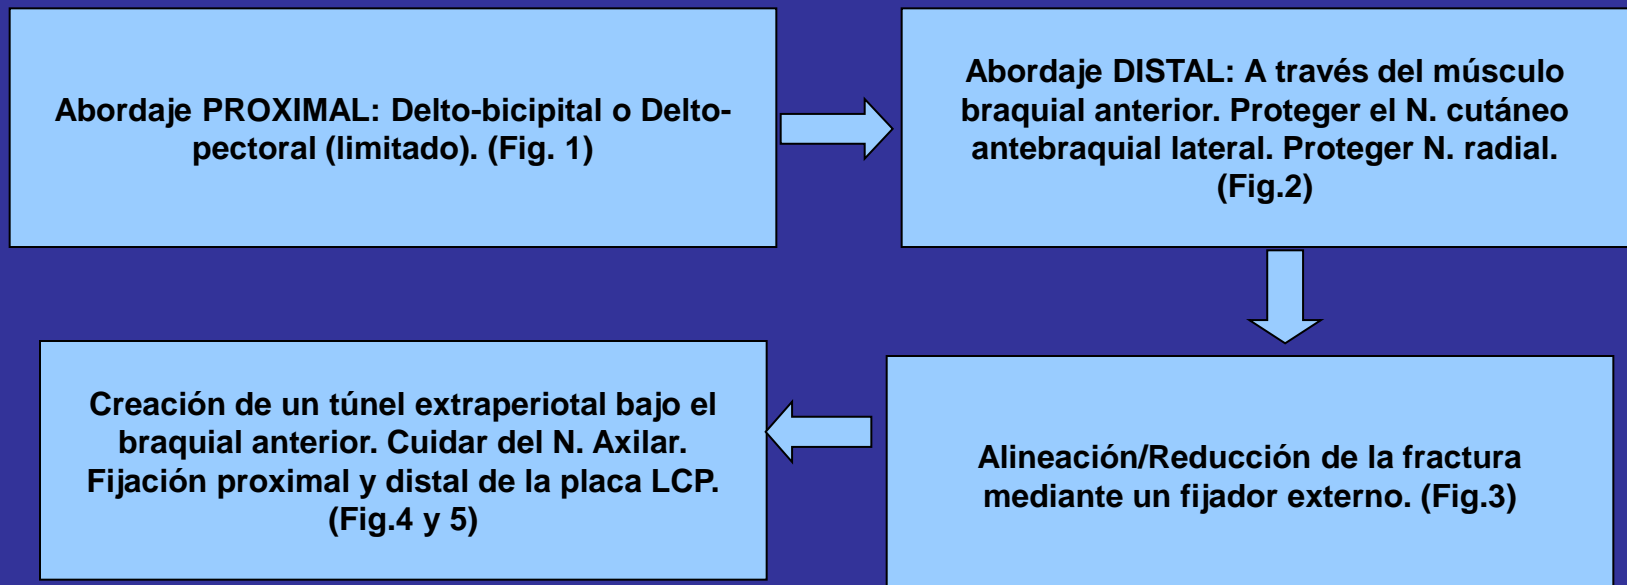 Abordaje PROXIMAL: Delto-bicipital o Delto-
pectoral (limitado). (Fig. 1)
Abordaje DISTAL: A través del músculo
braquial anterior. Proteger el N. cutáneo
antebraquial lateral. Proteger N. radial.
(Fig.2)
Alineación/Reducción de la fractura
mediante un fijador externo. (Fig.3)
Creación de un túnel extraperiotal bajo el
braquial anterior. Cuidar del N. Axilar.
Fijación proximal y distal de la placa LCP.
(Fig.4 y 5)